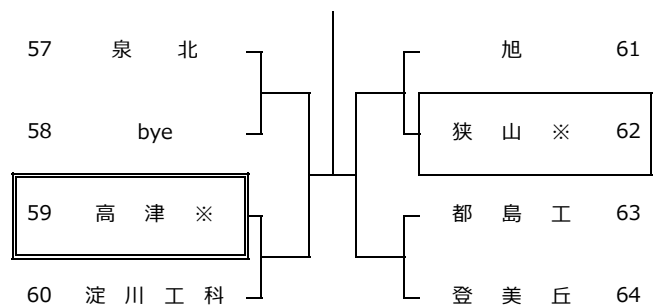 57 泉 北
58 bye
59 高 津 ※
60 淀 川 工 科
旭 61
狭 山 ※ 62
都 島 工 63
登 美 丘 64